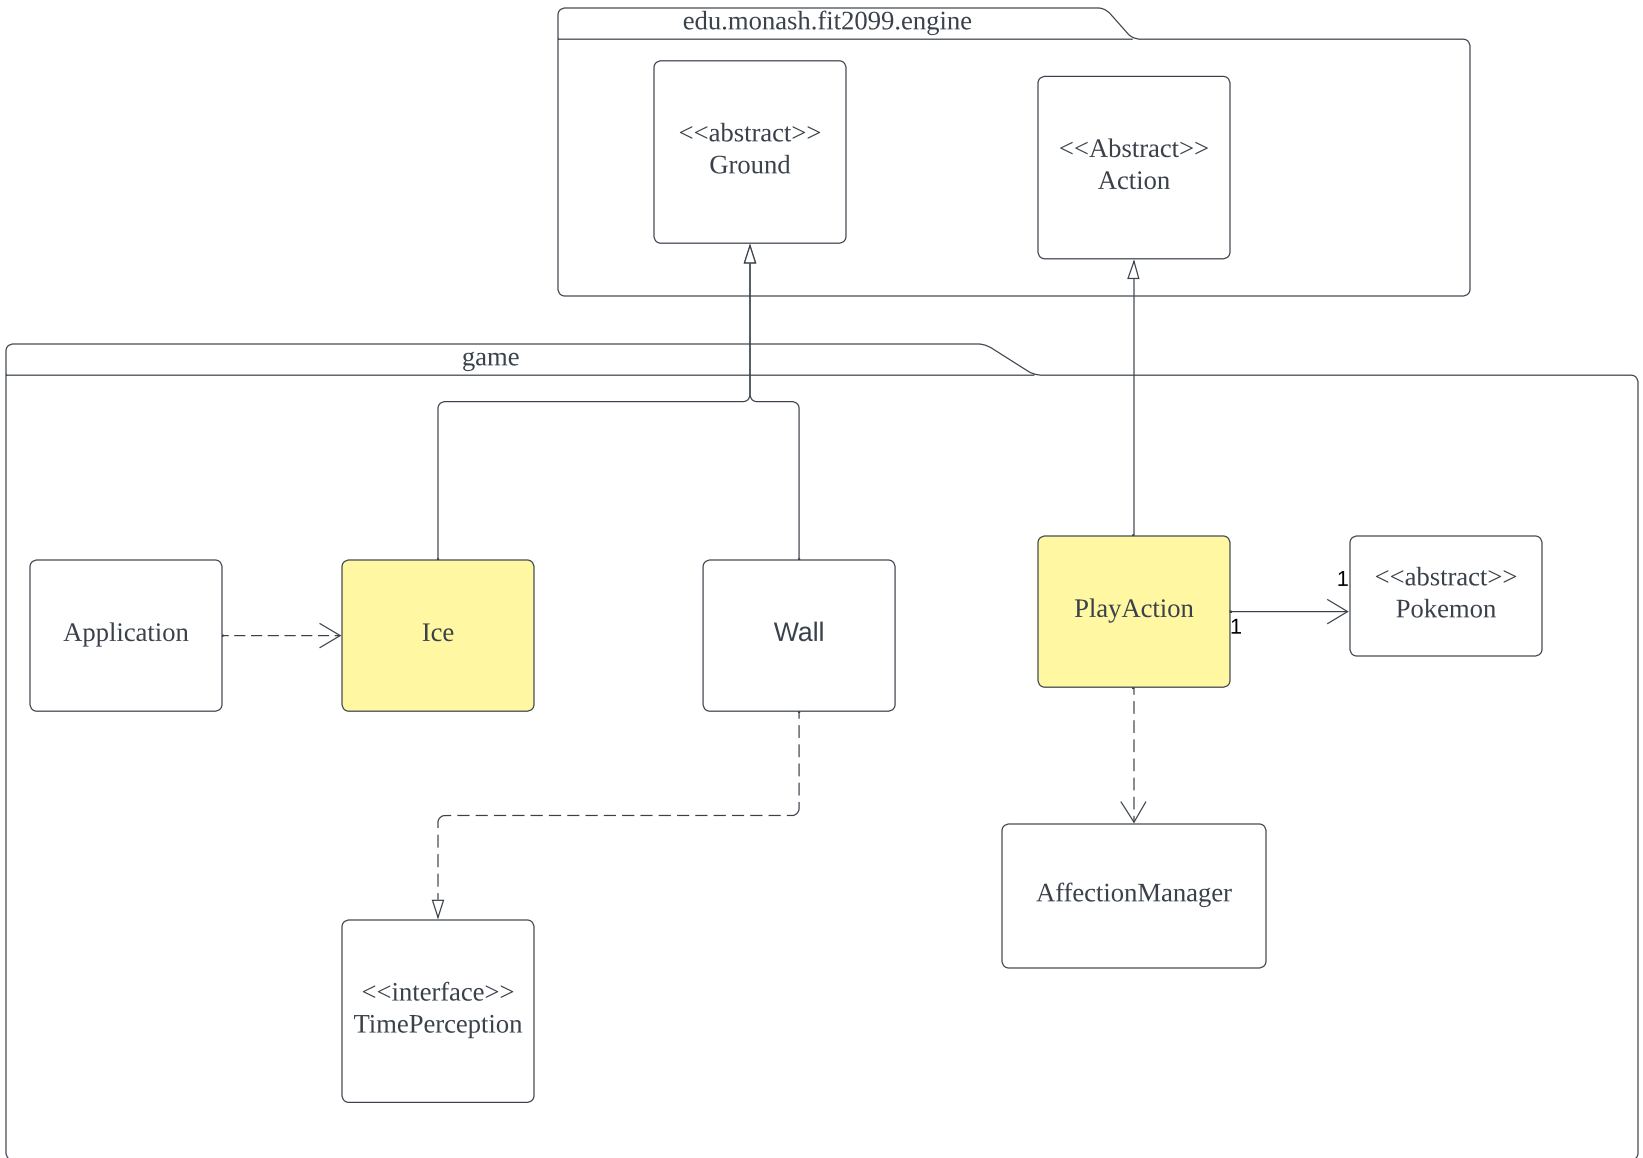 edu.monash.fit2099.engine
<<abstract>>
Ground
<<Abstract>>
Action
game
Application
Ice
Wall
PlayAction
1
1
<<abstract>>
Pokemon
AffectionManager
<<interface>>
TimePerception